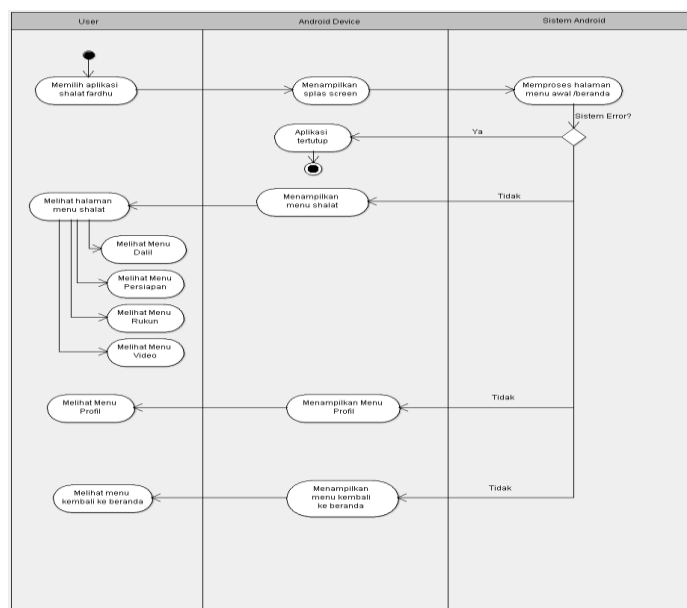 User
Android Device
Sistem Android
Memilih aplikasi
shalat fardhu
Menampilkan
splas screen
Memproses halaman
menu awal /beranda
Sistem Error?
Ya
Aplikasi
tertutup
Tidak
Menampilkan
menu shalat
Melihat halaman
menu shalat
Melihat Menu
Dalil
Melihat Menu
Persiapan
Melihat Menu
Rukun
Melihat Menu
Video
Tidak
Menampilkan Menu
Profil
Melihat Menu
Profil
Tidak
Menampilkan
menu kembali
ke beranda
Melihat menu
kembali ke beranda